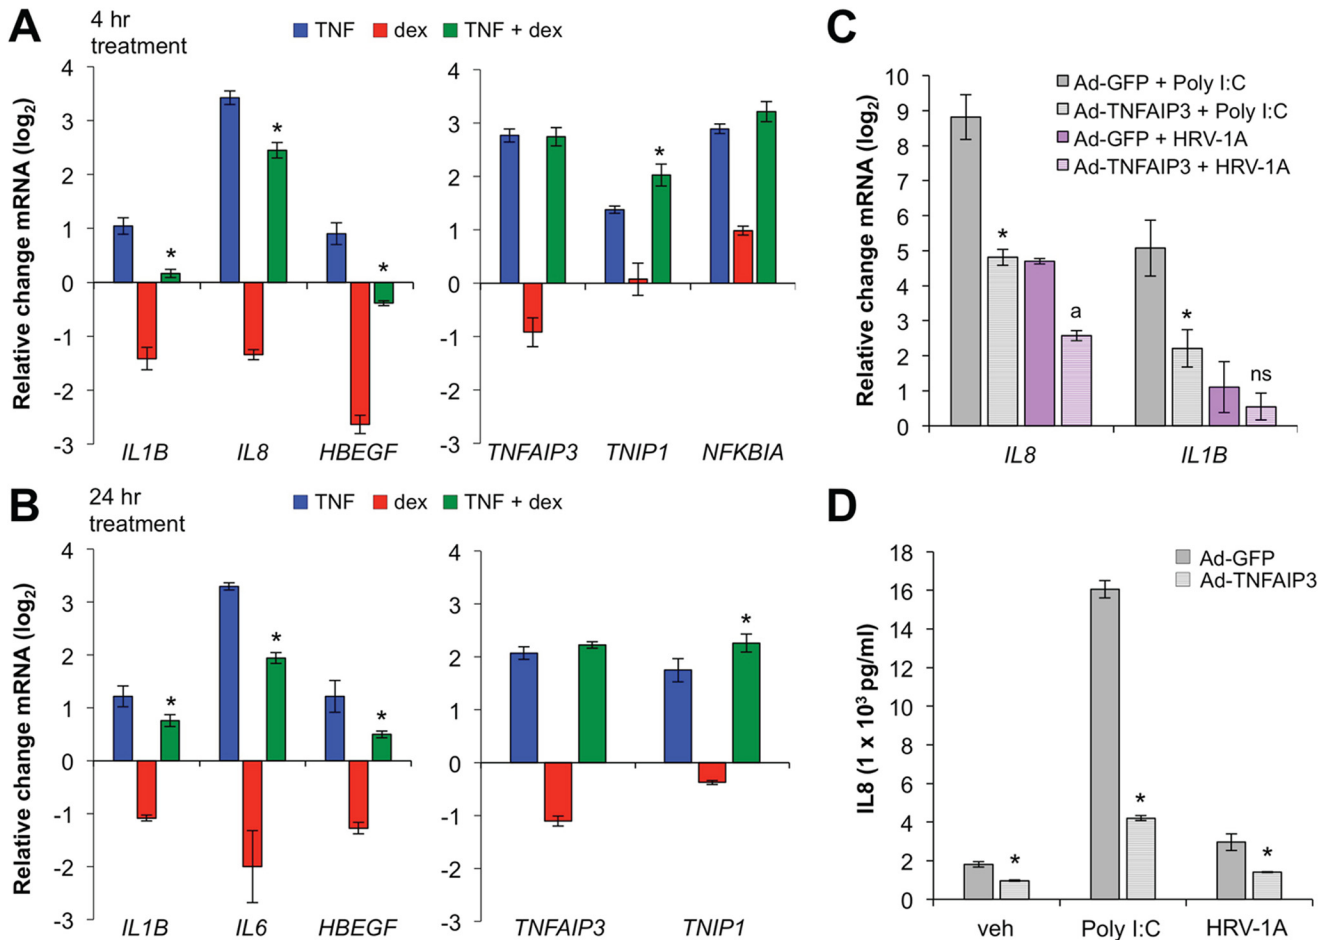 A
4 hr
treatment
TNF dex TNF + dex
Relative change mRNA (log2)
4
3
2
1
0
-1
-2
-3
IL1B IL8 HBEGF
* * *
4
3
2
1
0
-1
-2
-3
TNFAIP3 TNIP1 NFKBIA
*
B
24 hr
treatment
TNF dex TNF + dex
Relative change mRNA (log2)
4
3
2
1
0
-1
-2
-3
IL1B IL6 HBEGF
* * *
4
3
2
1
0
-1
-2
-3
TNFAIP3 TNIP1
*
C
Ad-GFP + Poly I:C
Ad-TNFAIP3 + Poly I:C
Ad-GFP + HRV-1A
Ad-TNFAIP3 + HRV-1A
Relative change mRNA (log2)
10
9
8
7
6
5
4
3
2
1
0
* a * ns
IL8 IL1B
D
Ad-GFP
Ad-TNFAIP3
IL8 (1 x 10³ pg/ml)
18
16
14
12
10
8
6
4
2
0
* * *
veh Poly I:C HRV-1A